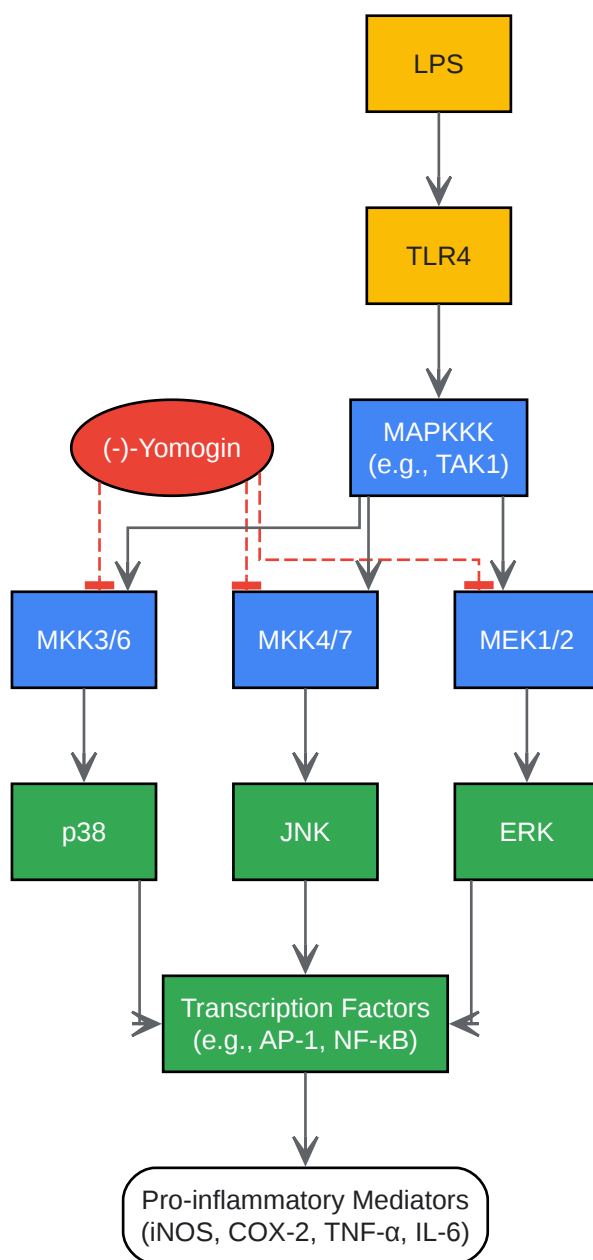 LPS
TLR4
(-)-Yomogin
MAPKKK
(e.g., TAK1)
MKK3/6
MKK4/7
MEK1/2
p38
JNK
ERK
Transcription Factors
(e.g., AP-1, NF-κB)
Pro-inflammatory Mediators
(iNOS, COX-2, TNF-α, IL-6)